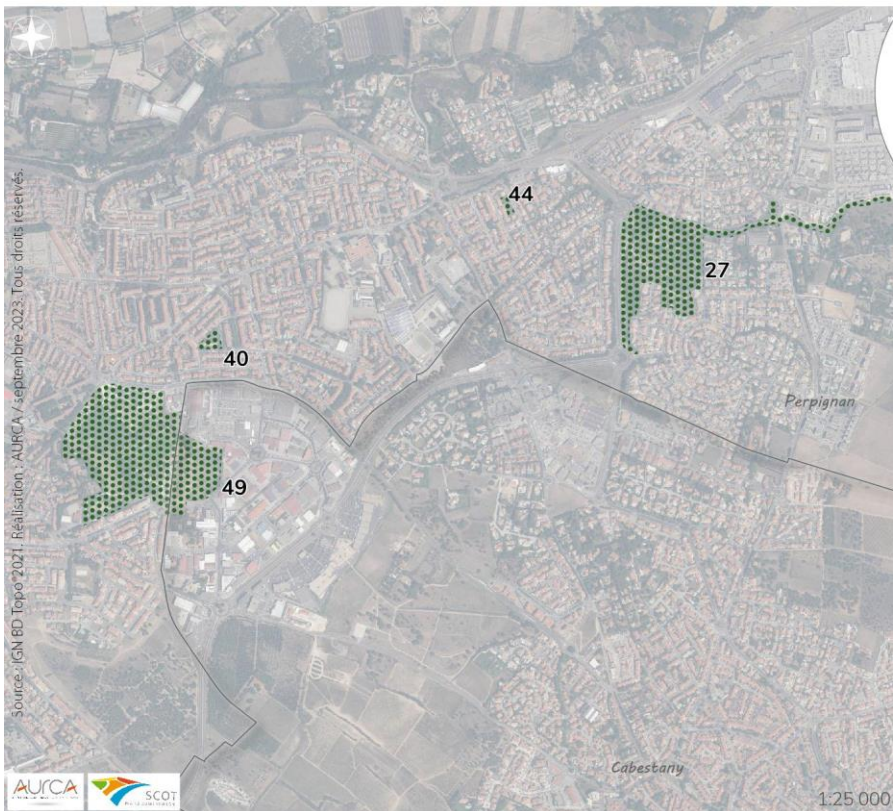 44
27
40
Perpignan
49
Source : IGN BD Topo 2021. Réalisation : AURCA / septembre 2023. Tous droits réservés.
Cabestany
AURCA
SCOT
1:25 000